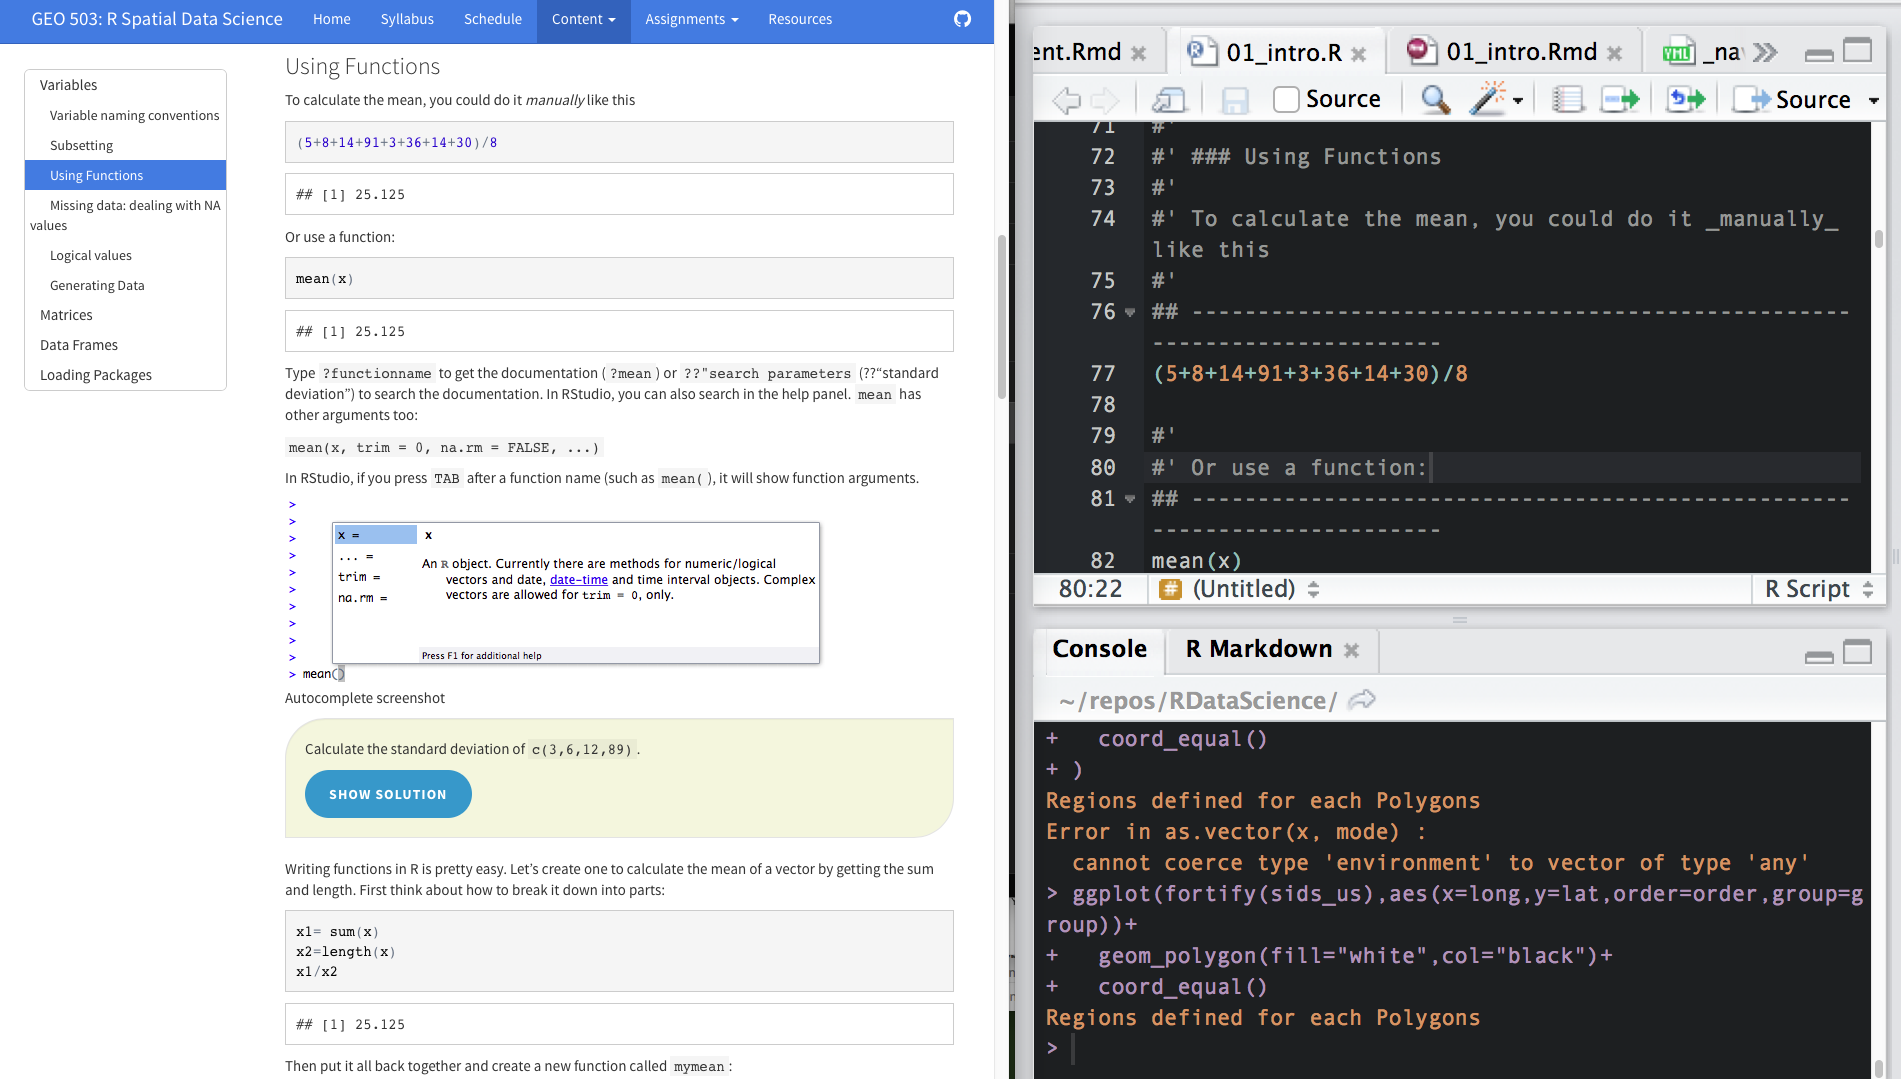 GEO 503: R Spatial Data Science Home Syllabus Schedule Content Assignments Resources
Variables
Variable naming conventions
Subsetting
Using Functions
Missing data: dealing with NA
values
Logical values
Generating Data
Matrices
Data Frames
Loading Packages
Using Functions
To calculate the mean, you could do it manually like this
(5+8+14+91+3+36+14+30)/8
## [1] 25.125
Or use a function:
mean(x)
## [1] 25.125
Type ?functionname to get the documentation (?mean) or ??"search parameters (??“standard
deviation”) to search the documentation. In RStudio, you can also search in the help panel. mean has
other arguments too:
mean(x, trim = 0, na.rm = FALSE, ...)
In RStudio, if you press TAB after a function name (such as mean( ), it will show function arguments.
>
>
>
>
>
>
>
>
>
>
x =
... =
trim =
na.rm =
x
An R object. Currently there are methods for numeric/logical
vectors and date, date-time and time interval objects. Complex
vectors are allowed for trim = 0, only.
Press F1 for additional help
> mean()
Autocomplete screenshot
Calculate the standard deviation of c(3,6,12,89).
SHOW SOLUTION
Writing functions in R is pretty easy. Let’s create one to calculate the mean of a vector by getting the sum
and length. First think about how to break it down into parts:
x1= sum(x)
x2=length(x)
x1/x2
## [1] 25.125
Then put it all back together and create a new function called mymean:
ent.Rmd 01_intro.R 01_intro.Rmd YML _na
Source Source
71 #'
72 #' ### Using Functions
73 #'
74 #' To calculate the mean, you could do it _manually_
like this
75 #'
76 ## --------------------------------------------------
----------------------
77 (5+8+14+91+3+36+14+30)/8
78
79 #'
80 #' Or use a function:
81 ## --------------------------------------------------
----------------------
82 mean(x)
80:22 # (Untitled) R Script
Console R Markdown
~/repos/RDataScience/
+ coord_equal()
+ )
Regions defined for each Polygons
Error in as.vector(x, mode) :
cannot coerce type 'environment' to vector of type 'any'
> ggplot(fortify(sids_us),aes(x=long,y=lat,order=order,group=g
roup))+
+ geom_polygon(fill="white",col="black")+
+ coord_equal()
Regions defined for each Polygons
>